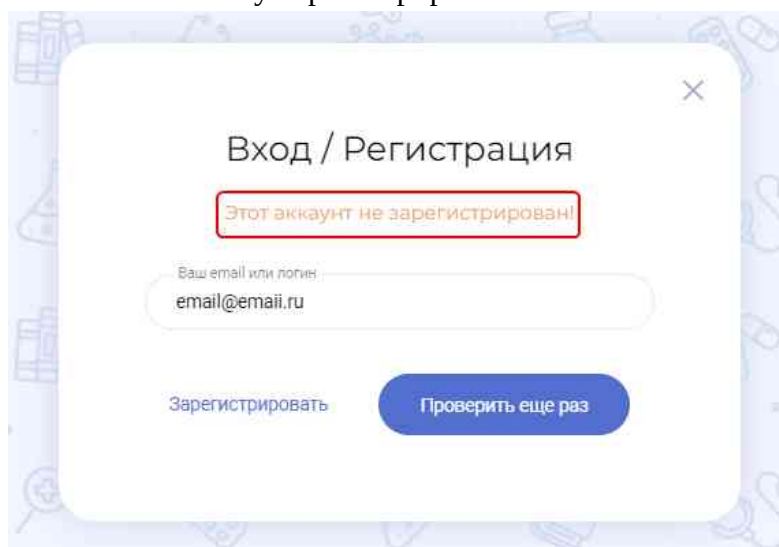 Вход / Регистрация
Этот аккаунт не зарегистрирован!
Ваш email или логин
email@emaii.ru
Зарегистрировать
Проверить еще раз